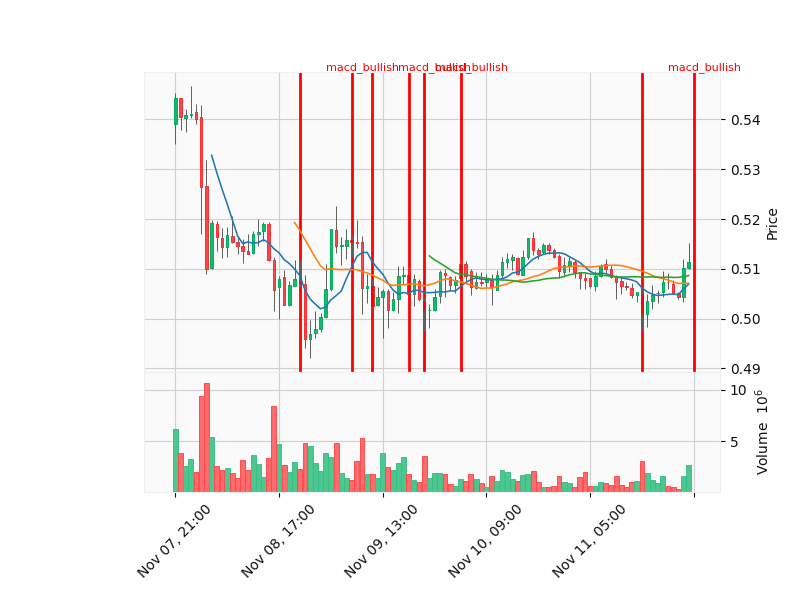 macd_bullish macd_bullish macd_bullish macd_bullish
0.54
0.53
0.52
0.51
0.50
0.49
Price
10
5
Volume 10^6
Nov 07, 21:00
Nov 08, 17:00
Nov 09, 13:00
Nov 10, 09:00
Nov 11, 05:00